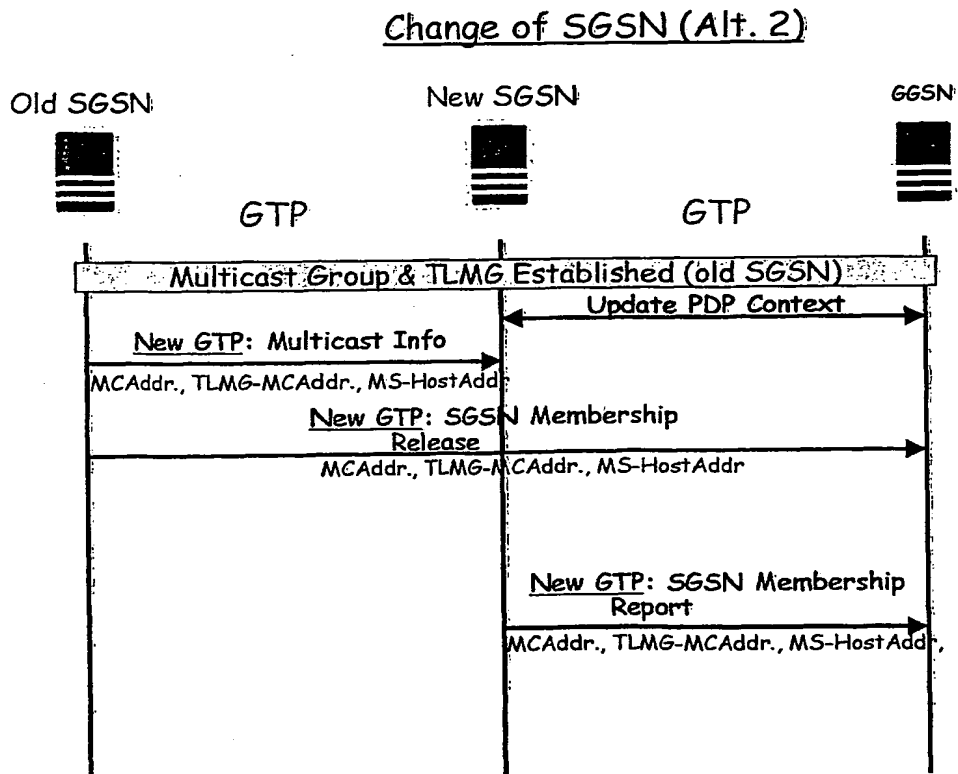 Change of SGSN (Alt. 2)
Old SGSN
New SGSN
GGSN
GTP
GTP
Multicast Group & TLMG Established (old SGSN)
Update PDP Context
New GTP: Multicast Info
MCAddr., TLMG-MCAddr., MS-HostAddr
New GTP: SGSN Membership
Release
MCAddr., TLMG-MCAddr., MS-HostAddr
New GTP: SGSN Membership
Report
MCAddr., TLMG-MCAddr., MS-HostAddr,